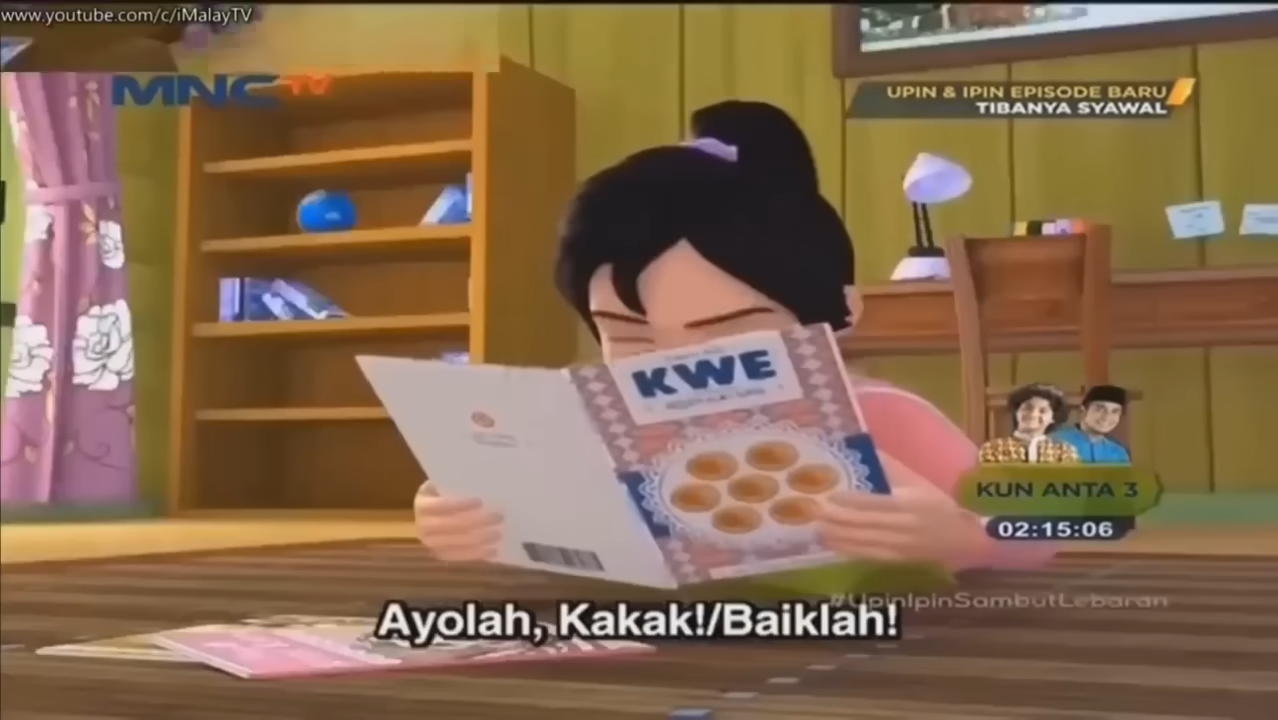 www.youtube.com/c/iMalayTV
MNCTV
UPIN & IPIN EPISODE BARU
TIBANYA SYAWAL
KWE
KUN ANTA 3
02:15:06
#UpinIpinSambutLebaran
Ayolah, Kakak!/Baiklah!